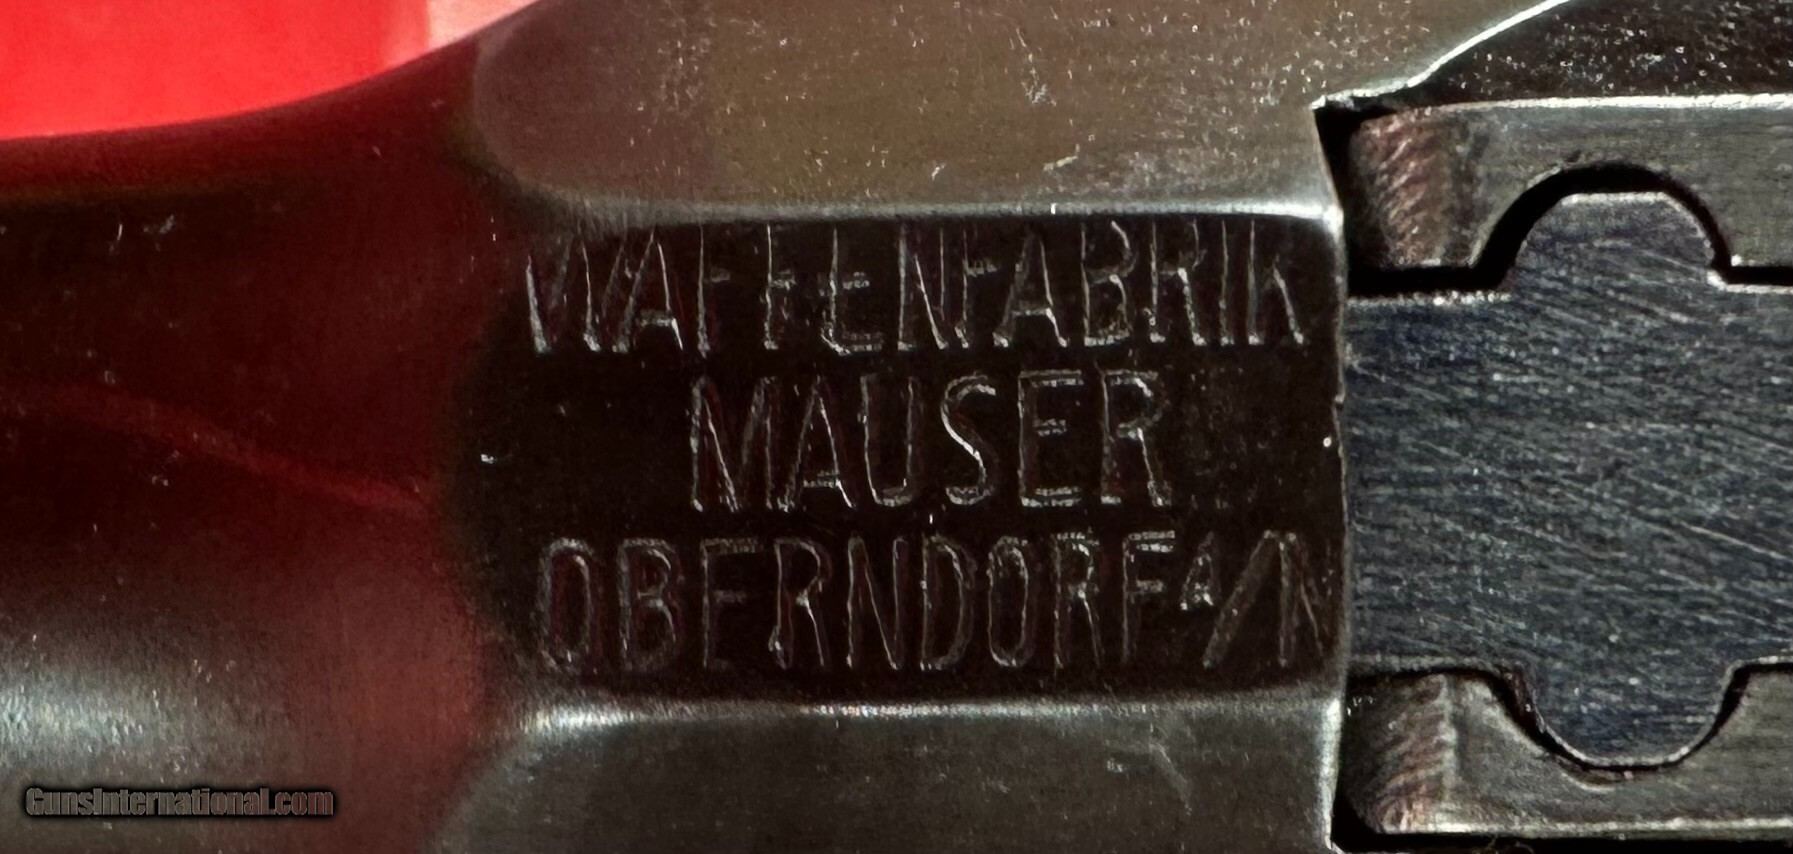 WAFFENFABRIK
MAUSER
OBERNDORF A/N
GunsInternational.com